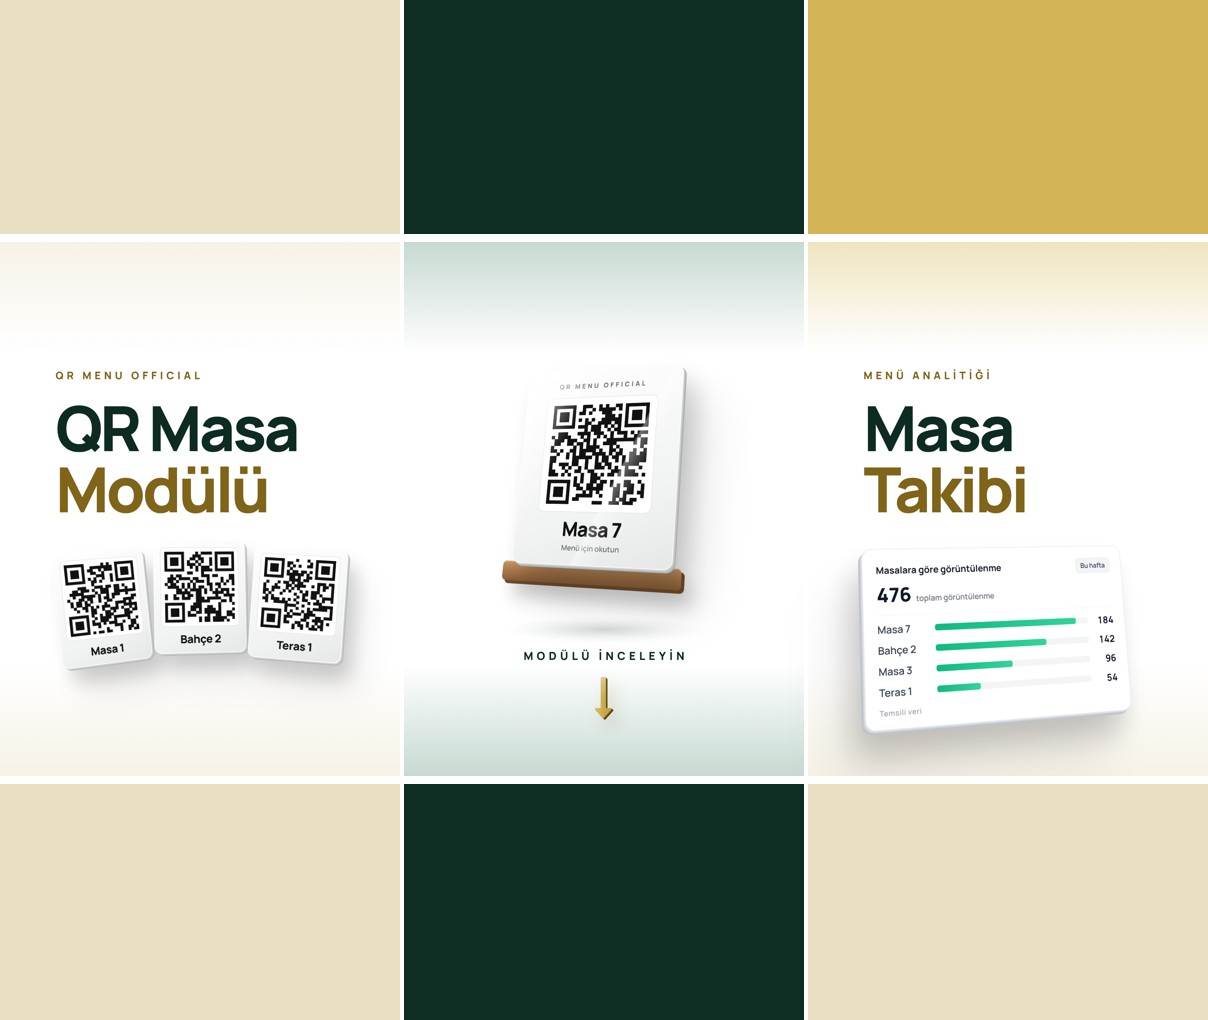 QR MENU OFFICIAL
QR Masa
Modülü
Masa 1
Bahçe 2
Teras 1
QR MENU OFFICIAL
Masa 7
Menü için okutun
MODÜLÜ İNCELEYİN
MENÜ ANALİTİĞİ
Masa
Takibi
Masalara göre görüntülenme
Bu hafta
476 toplam görüntülenme
Masa 7 184
Bahçe 2 142
Masa 3 96
Teras 1 54
Temsili veri